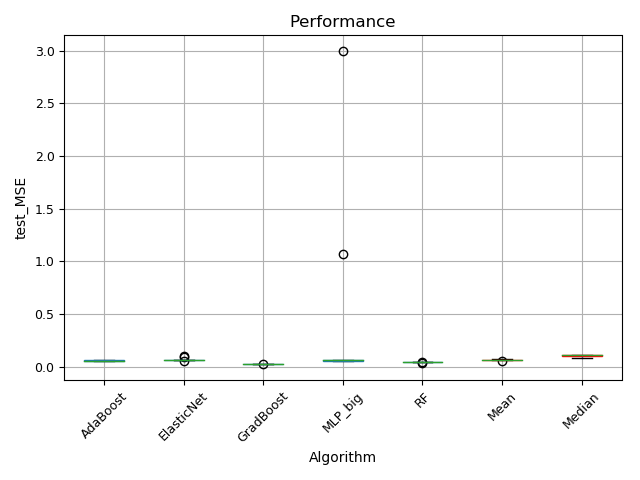 Performance
test_MSE
3.0
2.5
2.0
1.5
1.0
0.5
0.0
AdaBoost
ElasticNet
GradBoost
MLP_big
RF
Mean
Median
Algorithm